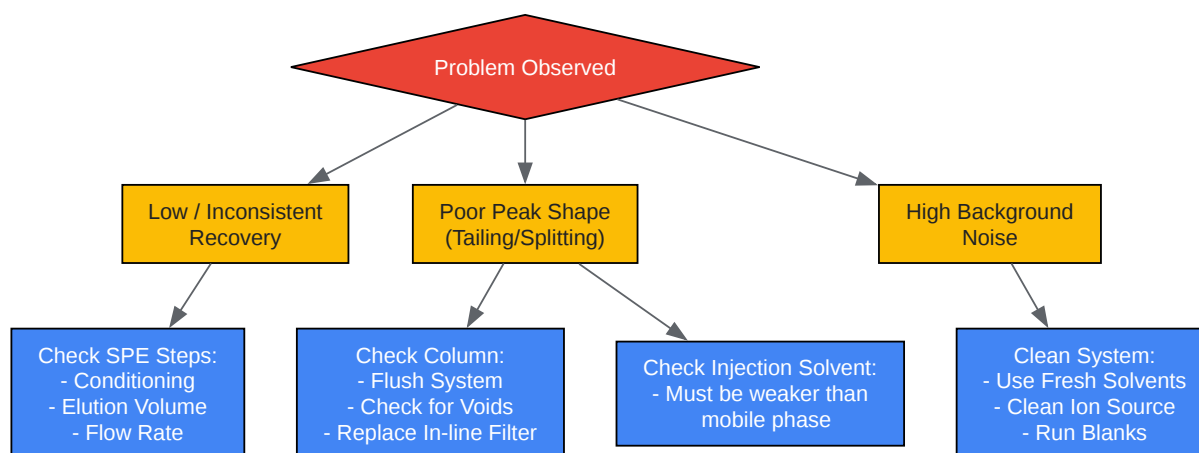 Problem Observed
Low / Inconsistent
Recovery
Poor Peak Shape
(Tailing/Splitting)
High Background
Noise
Check SPE Steps:
- Conditioning
- Elution Volume
- Flow Rate
Check Column:
- Flush System
- Check for Voids
- Replace In-line Filter
Check Injection Solvent:
- Must be weaker than
mobile phase
Clean System:
- Use Fresh Solvents
- Clean Ion Source
- Run Blanks